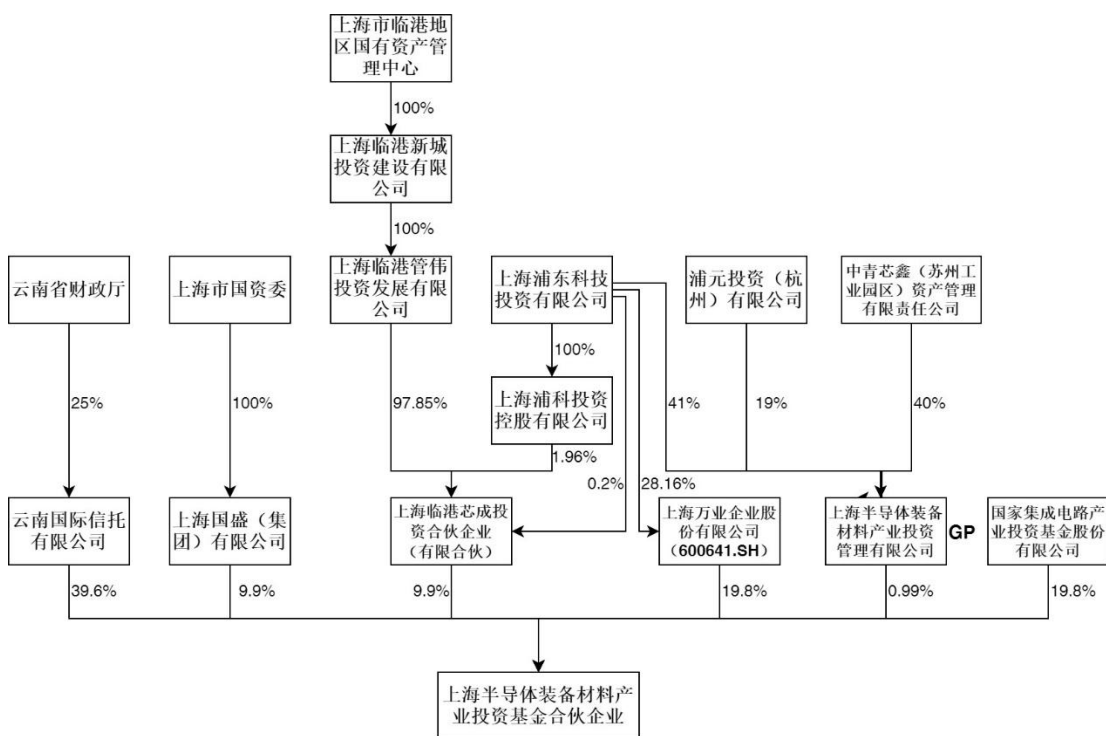 上海市临港地
区国有资产管
理中心
100%
上海临港新城
投资建设有限
公司
100%
云南省财政厅
上海市国资委
上海临港管伟
投资发展有限
公司
上海浦东科技
投资有限公司
浦元投资（杭
州）有限公司
中青芯鑫（苏州工
业园区）资产管理
有限责任公司
100%
25%
100%
97.85%
上海浦科投资
控股有限公司
41%
19%
40%
1.96%
0.2%
28.16%
云南国际信托
有限公司
上海国盛（集
团）有限公司
上海临港芯成投
资合伙企业
（有限合伙）
上海万业企业股
份有限公司
（600641.SH）
上海半导体装备
材料产业投资
管理有限公司
GP
国家集成电路产
业投资基金股份
有限公司
39.6%
9.9%
9.9%
19.8%
0.99%
19.8%
上海半导体装备材料产
业投资基金合伙企业